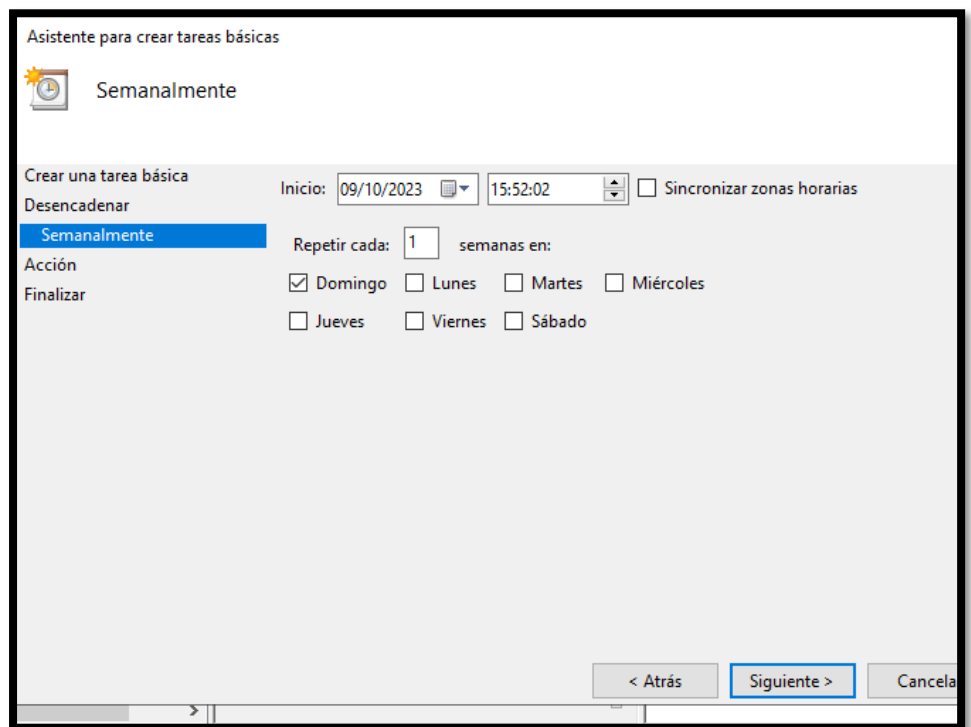 Asistente para crear tareas básicas
Semanalmente
Crear una tarea básica
Desencadenar
Semanalmente
Acción
Finalizar
Inicio: 09/10/2023 15:52:02 Sincronizar zonas horarias
Repetir cada: 1 semanas en:
Domingo Lunes Martes Miércoles
Jueves Viernes Sábado
< Atrás Siguiente > Cancela